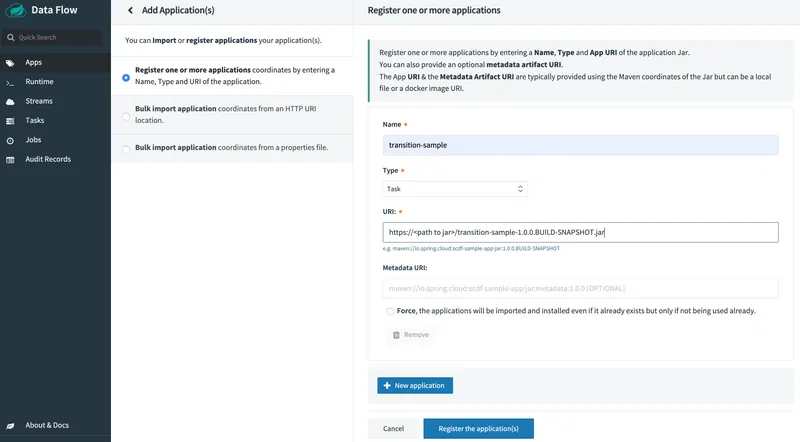 Data Flow
Quick Search
Apps
Runtime
Streams
Tasks
Jobs
Audit Records
About & Docs
Add Application(s)
You can Import or register applications your application(s).
Register one or more applications coordinates by entering a
Name, Type and URI of the application.
Bulk import application coordinates from an HTTP URI
location.
Bulk import application coordinates from a properties file.
Register one or more applications
Register one or more applications by entering a Name, Type and App URI of the application Jar.
You can also provide an optional metadata artifact URI.
The App URI & the Metadata Artifact URI are typically provided using the Maven coordinates of the Jar but can be a local
file or a docker image URI.
Name
transition-sample
Type
Task
URI:
https://<path to jar>/transition-sample-1.0.0.BUILD-SNAPSHOT.jar
e.g. maven://io.spring.cloud:scdf-sample-app:jar:1.0.0.BUILD-SNAPSHOT
Metadata URI:
maven://io.spring.cloud:scdf-sample-app:jar:metadata:1.0.0 [OPTIONAL]
Force, the applications will be imported and installed even if it already exists but only if not being used already.
Remove
New application
Cancel
Register the application(s)